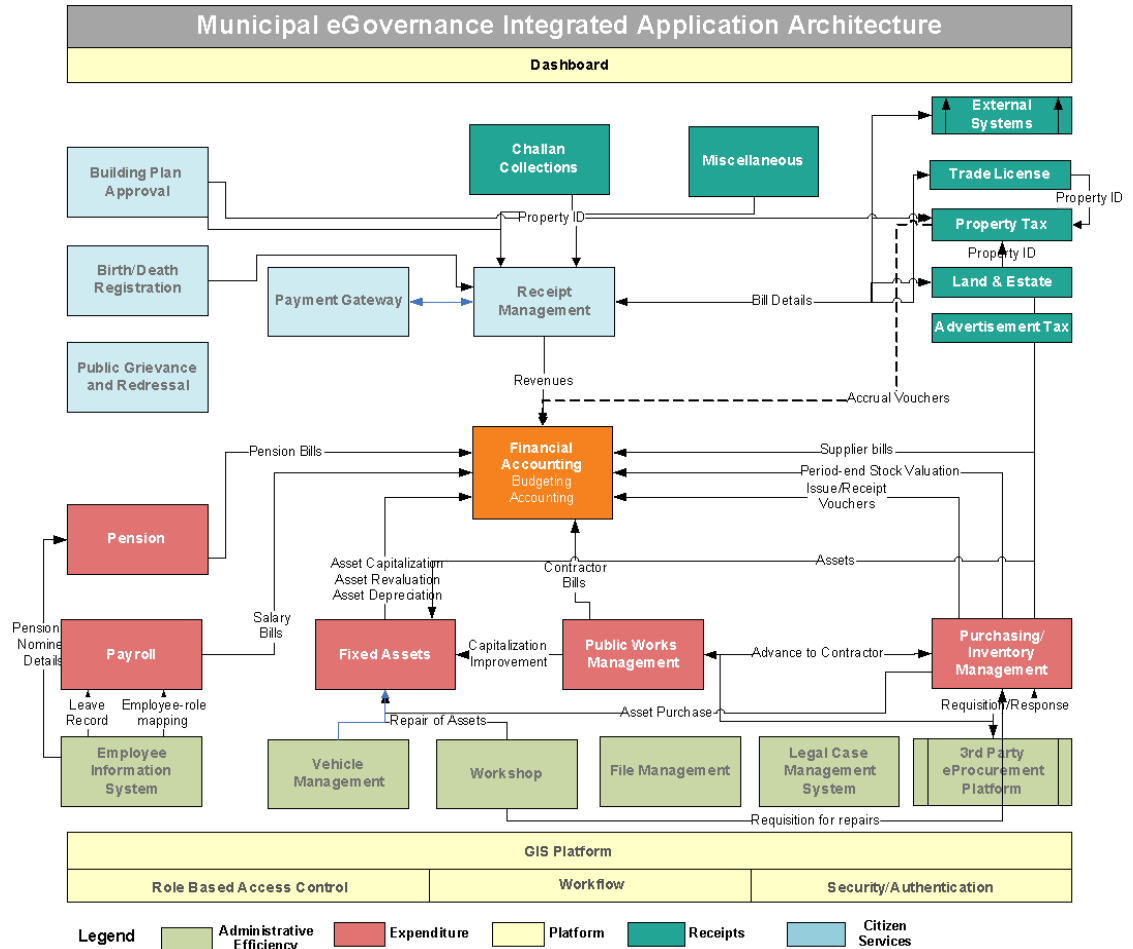 Municipal eGovernance Integrated Application Architecture
Dashboard
External
Systems
Challan
Collections
Miscellaneous
Building Plan
Approval
Trade License
Property ID
Property ID
Property Tax
Property ID
Birth/Death
Registration
Payment Gateway
Receipt
Management
Bill Details
Land & Estate
Advertisement Tax
Public Grievance
and Redressal
Revenues
Accrual Vouchers
Pension Bills
Financial
Accounting
Budgeting
Accounting
Supplier bills
Period-end Stock Valuation
Issue/Receipt
Vouchers
Pension
Asset Capitalization
Asset Revaluation
Asset Depreciation
Contractor
Bills
Assets
Salary
Bills
Pension
Nomine
Details
Payroll
Fixed Assets
Capitalization
Improvement
Public Works
Management
Advance to Contractor
Purchasing/
Inventory
Management
Leave
Record
Employee-role
mapping
Repair of Assets
Asset Purchase
Requisition/Response
Employee
Information
System
Vehicle
Management
Workshop
File Management
Legal Case
Management
System
3rd Party
eProcurement
Platform
Requisition for repairs
GIS Platform
Role Based Access Control
Workflow
Security/Authentication
Legend
Administrative
Efficiency
Expenditure
Platform
Receipts
Citizen
Services